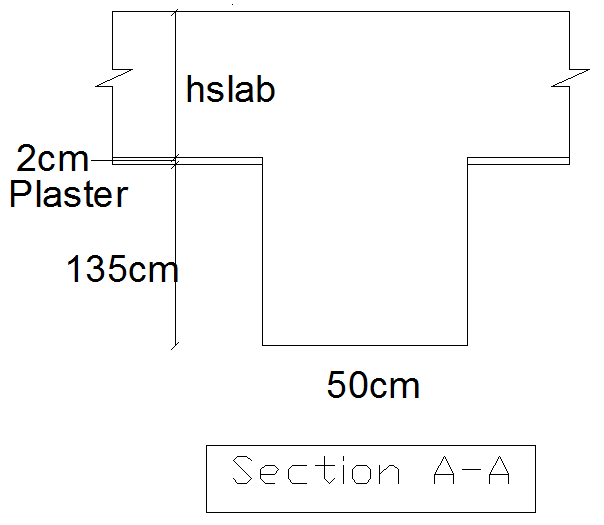 hslab
2cm
Plaster
135cm
50cm
Section A-A